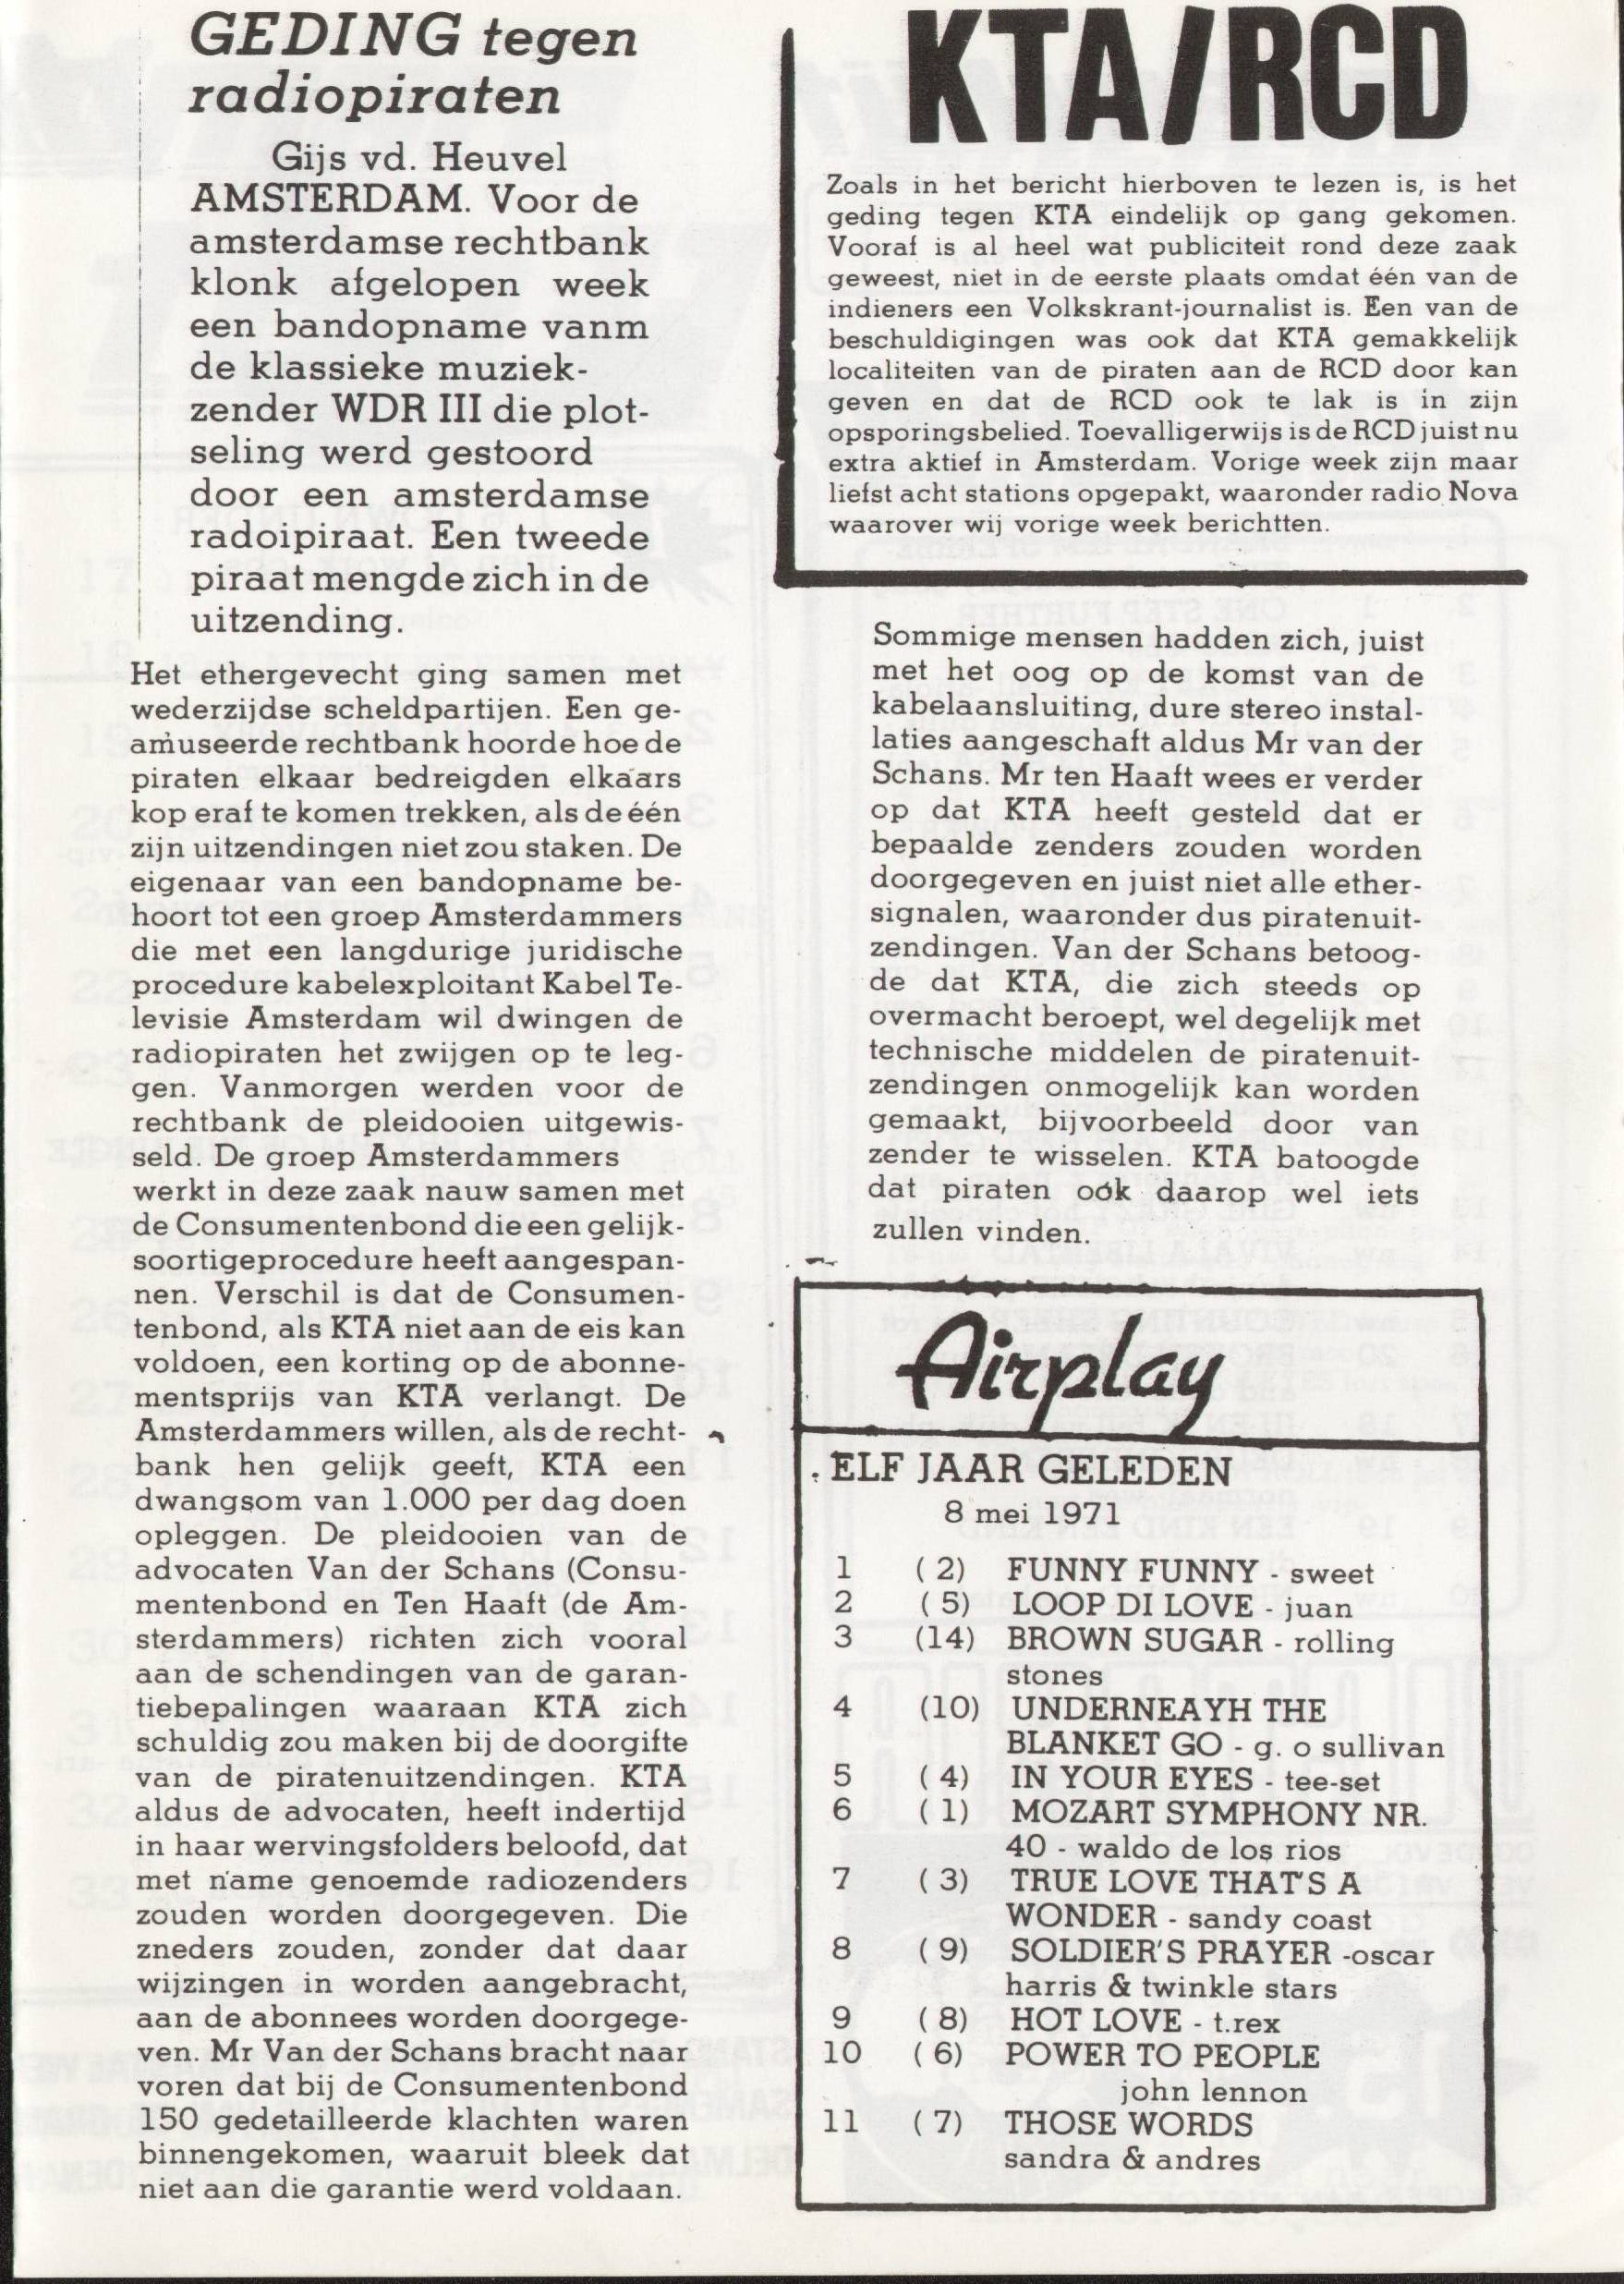 GEDING tegen
radiopiraten
Gijs vd. Heuvel
AMSTERDAM. Voor de
amsterdamse rechtbank
klonk afgelopen week
een bandopname vanm
de klassieke muziek-
zender WDR III die plot-
seling werd gestoord
door een amsterdamse
radoipiraat. Een tweede
piraat mengde zich in de
uitzending.
Het ethergevecht ging samen met
wederzijdse scheldpartijen. Een ge-
amuseerde rechtbank hoorde hoe de
piraten elkaar bedreigden elkaars
kop eraf te komen trekken, als de één
zijn uitzendingen niet zou staken. De
eigenaar van een bandopname be-
hoort tot een groep Amsterdammers
die met een langdurige juridische
procedure kabelexploitant Kabel Te-
levisie Amsterdam wil dwingen de
radiopiraten het zwijgen op te leg-
gen. Vanmorgen werden voor de
rechtbank de pleidooien uitgewis-
seld. De groep Amsterdammers
werkt in deze zaak nauw samen met
de Consumentenbond die een gelijk-
soortigeprocedure heeft aangespan-
nen. Verschil is dat de Consumen-
tenbond, als KTA niet aan de eis kan
voldoen, een korting op de abonne-
mentsprijs van KTA verlangt. De
Amsterdammers willen, als de recht-
bank hen gelijk geeft, KTA een
dwangsom van 1.000 per dag doen
opleggen. De pleidooien van de
advocaten Van der Schans (Consu-
mentenbond en Ten Haaft (de Am-
sterdammers) richten zich vooral
aan de schendingen van de garan-
tiebepalingen waaraan KTA zich
schuldig zou maken bij de doorgifte
van de piratenuitzendingen. KTA
aldus de advocaten, heeft indertijd
in haar wervingsfolders beloofd, dat
met name genoemde radiozenders
zouden worden doorgegeven. Die
zneders zouden, zonder dat daar
wijzingen in worden aangebracht,
aan de abonnees worden doorgege-
ven. Mr Van der Schans bracht naar
voren dat bij de Consumentenbond
150 gedetailleerde klachten waren
binnengekomen, waaruit bleek dat
niet aan die garantie werd voldaan.
KTA/RCD
Zoals in het bericht hierboven te lezen is, is het
geding tegen KTA eindelijk op gang gekomen.
Vooraf is al heel wat publiciteit rond deze zaak
geweest, niet in de eerste plaats omdat één van de
indieners een Volkskrant-journalist is. Een van de
beschuldigingen was ook dat KTA gemakkelijk
localiteiten van de piraten aan de RCD door kan
geven en dat de RCD ook te lak is in zijn
opsporingsbelied. Toevalligerwijs is de RCD juist nu
extra aktief in Amsterdam. Vorige week zijn maar
liefst acht stations opgepakt, waaronder radio Nova
waarover wij vorige week berichtten.
Sommige mensen hadden zich, juist
met het oog op de komst van de
kabelaansluiting, dure stereo instal-
laties aangeschaft aldus Mr van der
Schans. Mr ten Haaft wees er verder
op dat KTA heeft gesteld dat er
bepaalde zenders zouden worden
doorgegeven en juist niet alle ether-
signalen, waaronder dus piratenuit-
zendingen. Van der Schans betoog-
de dat KTA, die zich steeds op
overmacht beroept, wel degelijk met
technische middelen de piratenuit-
zendingen onmogelijk kan worden
gemaakt, bijvoorbeeld door van
zender te wisselen. KTA batoogde
dat piraten oók daarop wel iets
zullen vinden.
Airplay
ELF JAAR GELEDEN
8 mei 1971
1 ( 2) FUNNY FUNNY - sweet
2 ( 5) LOOP DI LOVE - juan
3 (14) BROWN SUGAR - rolling
stones
4 (10) UNDERNEAYH THE
BLANKET GO - g. o sullivan
5 ( 4) IN YOUR EYES - tee-set
6 ( 1) MOZART SYMPHONY NR.
40 - waldo de los rios
7 ( 3) TRUE LOVE THAT'S A
WONDER - sandy coast
8 ( 9) SOLDIER'S PRAYER -oscar
harris & twinkle stars
9 ( 8) HOT LOVE - t.rex
10 ( 6) POWER TO PEOPLE
john lennon
11 ( 7) THOSE WORDS
sandra & andres